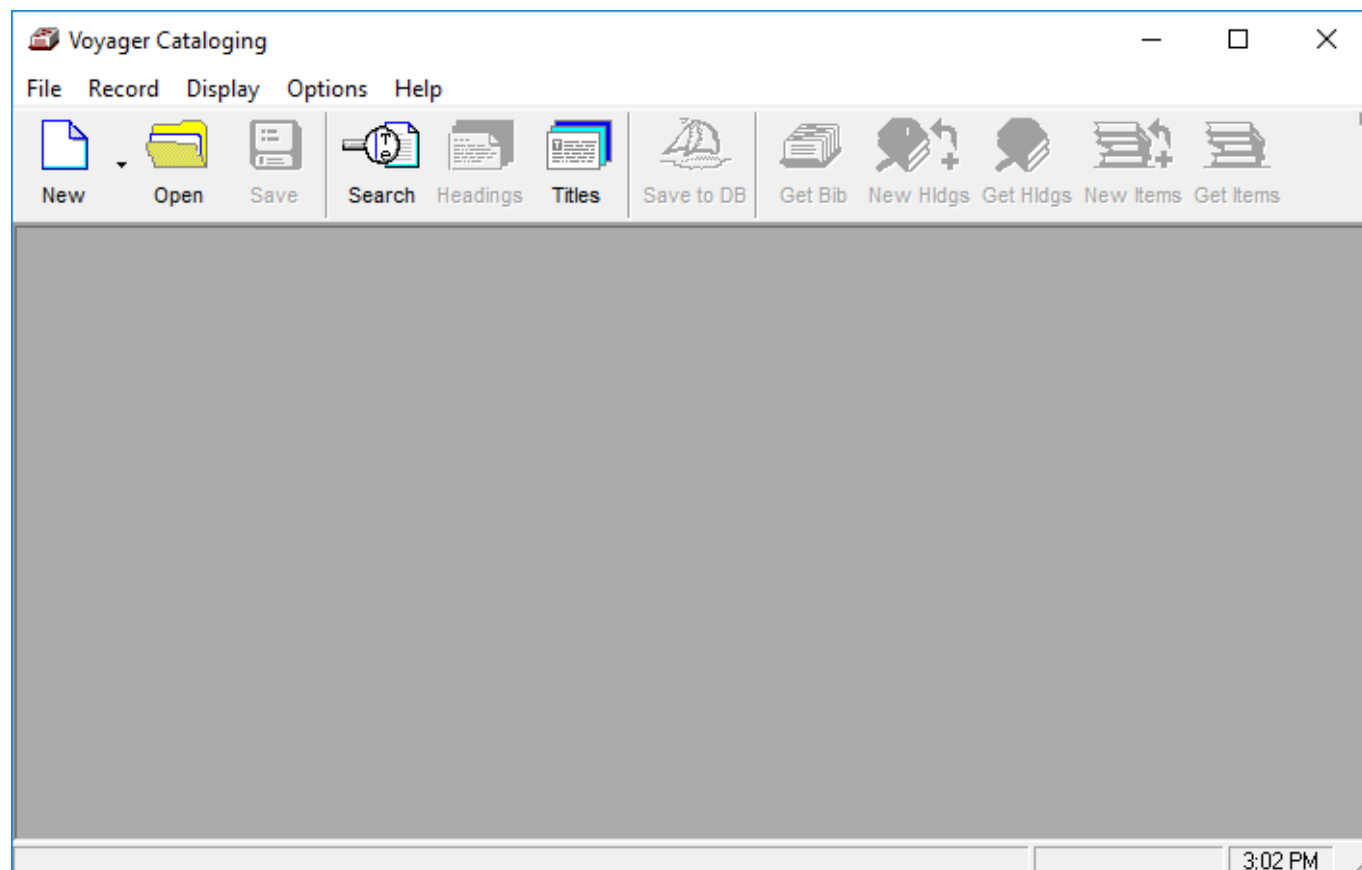 Voyager Cataloging
File Record Display Options Help
New Open Save Search Headings Titles Save to DB Get Bib New Hldgs Get Hldgs New Items Get Items
3:02 PM